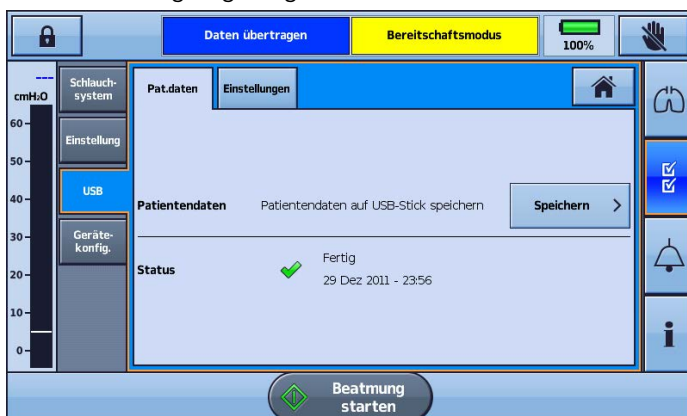 Daten übertragen
Bereitschaftsmodus
100%
---
cmH₂O
60
50
40
30
20
10
0
Schlauch-
system
Einstellung
USB
Geräte-
konfig.
Pat.daten
Einstellungen
Patientendaten
Patientendaten auf USB-Stick speichern
Speichern >
Status
Fertig
29 Dez 2011 - 23:56
i
Beatmung
starten